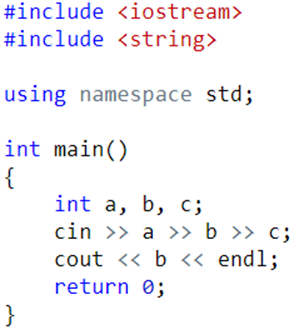 #include <iostream>
#include <string>
using namespace std;
int main()
{
int a, b, c;
cin >> a >> b >> c;
cout << b << endl;
return 0;
}